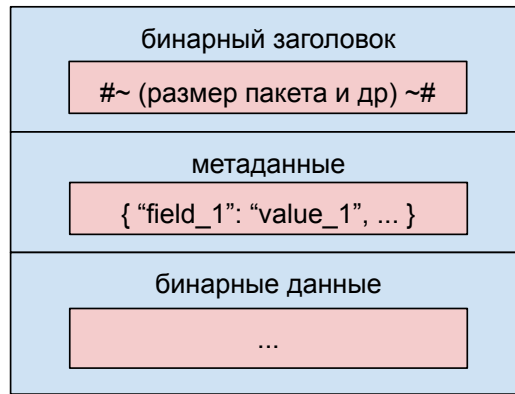 бинарный заголовок
#~ (размер пакета и др) ~#
метаданные
{ “field_1”: “value_1”, ... }
бинарные данные
...